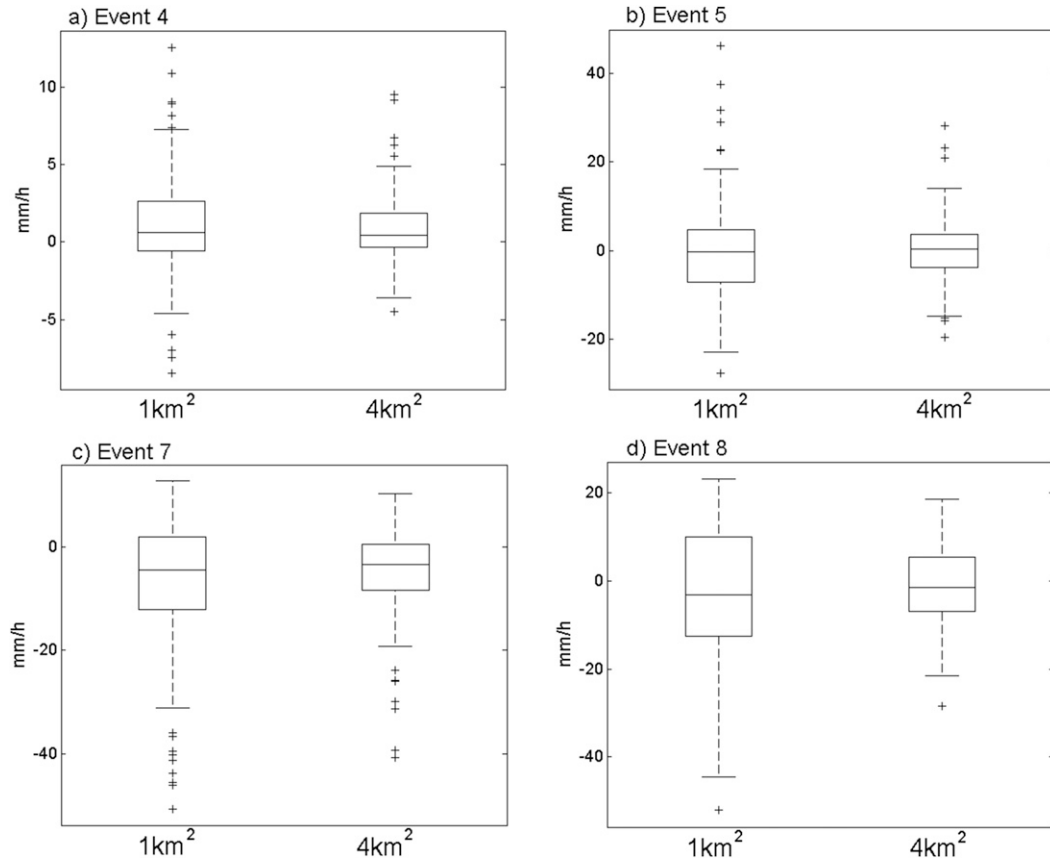 a) Event 4
10
5
0
-5
mm/h
1km²
4km²
b) Event 5
40
20
0
-20
mm/h
1km²
4km²
c) Event 7
0
-20
-40
mm/h
1km²
4km²
d) Event 8
20
0
-20
-40
mm/h
1km²
4km²